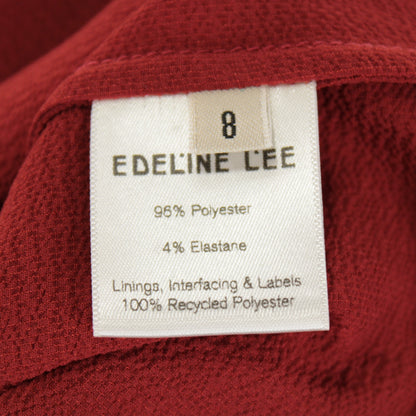 8
EDELINE LEE
96% Polyester
4% Elastane
Linings, Interfacing & Labels
100% Recycled Polyester